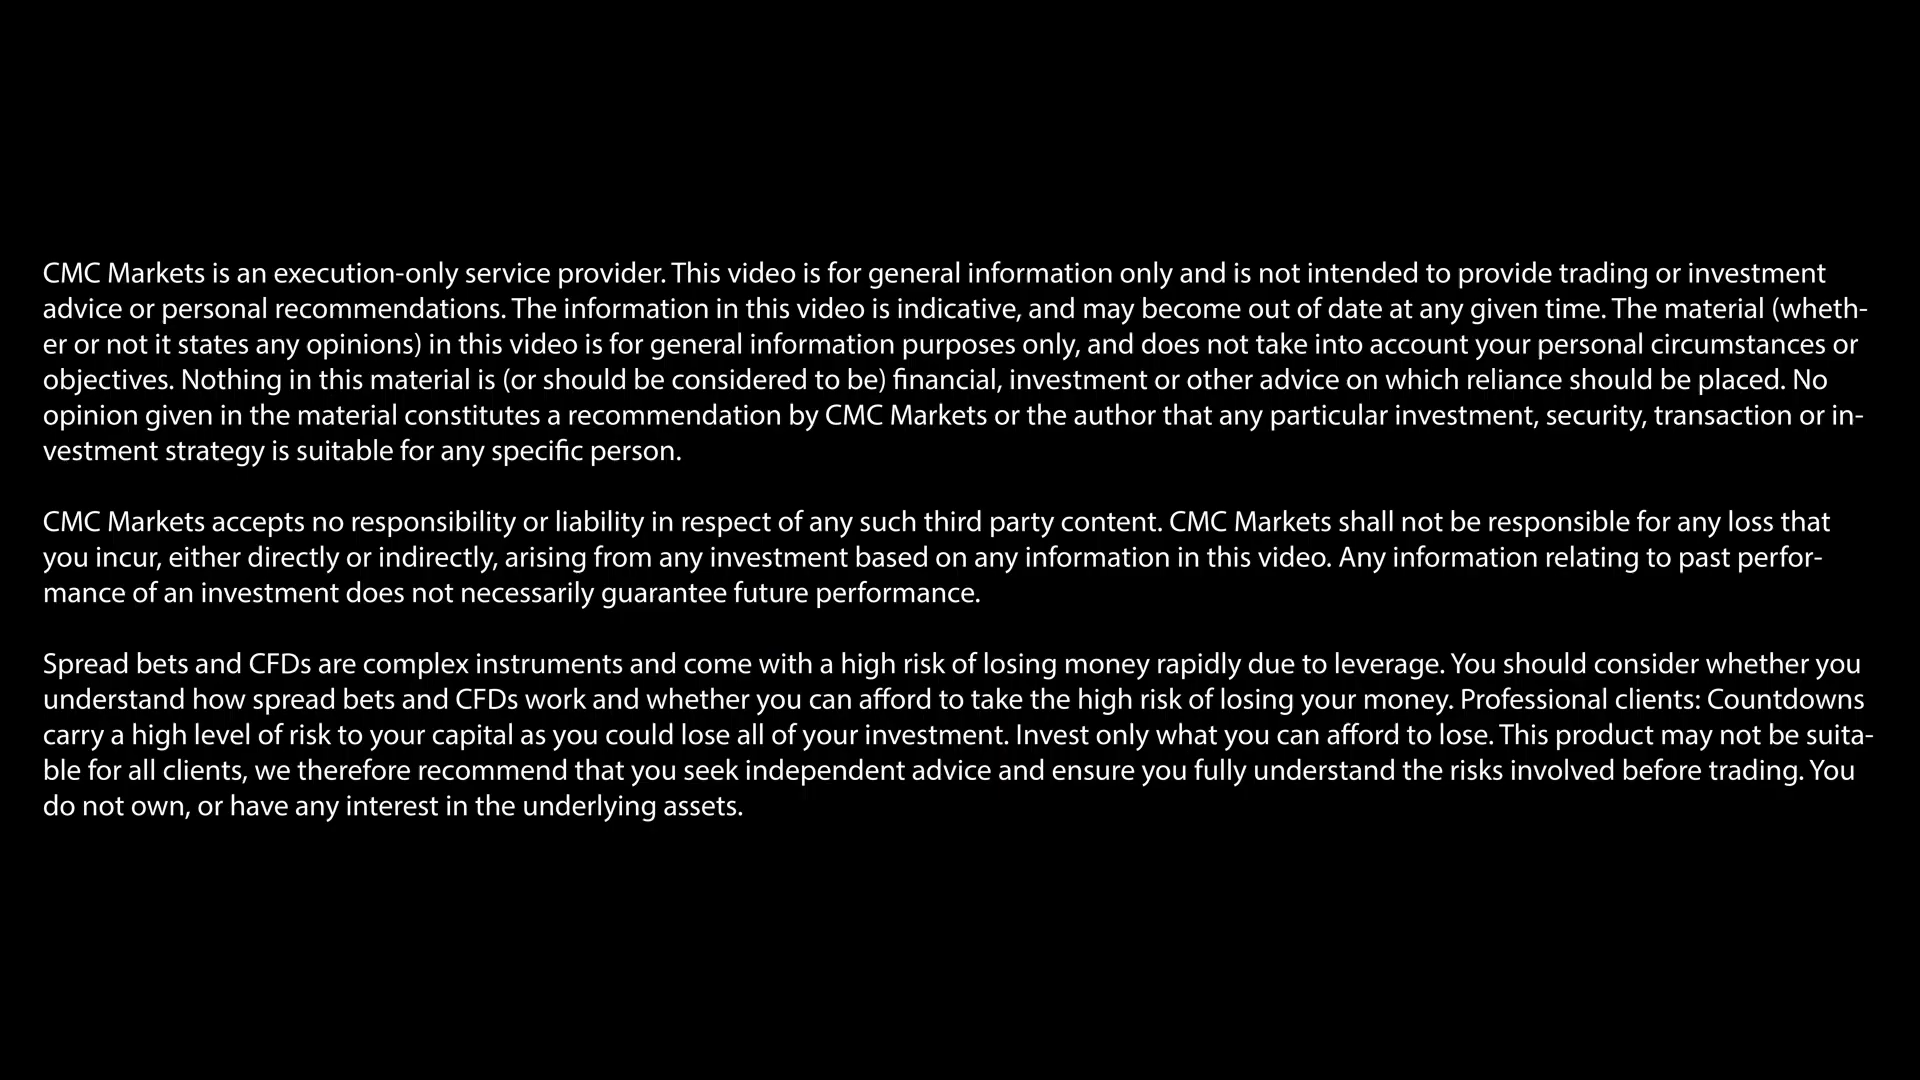 CMC Markets is an execution-only service provider. This video is for general information only and is not intended to provide trading or investment
advice or personal recommendations. The information in this video is indicative, and may become out of date at any given time. The material (wheth-
er or not it states any opinions) in this video is for general information purposes only, and does not take into account your personal circumstances or
objectives. Nothing in this material is (or should be considered to be) financial, investment or other advice on which reliance should be placed. No
opinion given in the material constitutes a recommendation by CMC Markets or the author that any particular investment, security, transaction or in-
vestment strategy is suitable for any specific person.
CMC Markets accepts no responsibility or liability in respect of any such third party content. CMC Markets shall not be responsible for any loss that
you incur, either directly or indirectly, arising from any investment based on any information in this video. Any information relating to past perfor-
mance of an investment does not necessarily guarantee future performance.
Spread bets and CFDs are complex instruments and come with a high risk of losing money rapidly due to leverage. You should consider whether you
understand how spread bets and CFDs work and whether you can afford to take the high risk of losing your money. Professional clients: Countdowns
carry a high level of risk to your capital as you could lose all of your investment. Invest only what you can afford to lose. This product may not be suita-
ble for all clients, we therefore recommend that you seek independent advice and ensure you fully understand the risks involved before trading. You
do not own, or have any interest in the underlying assets.